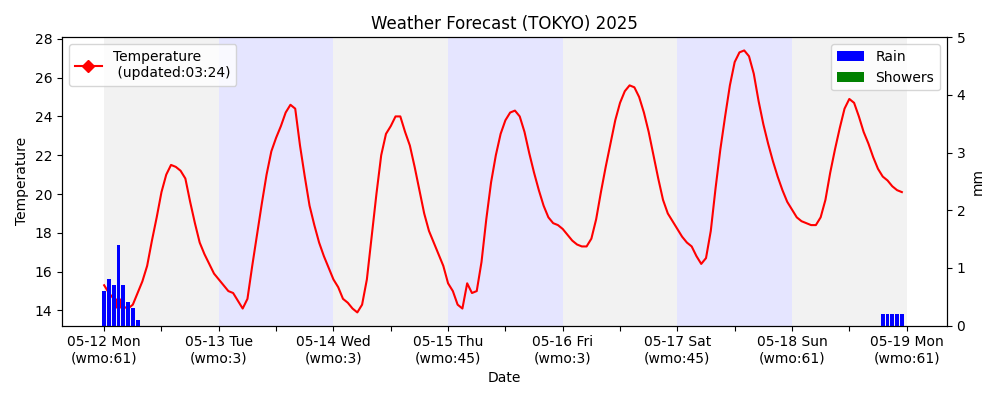 Weather Forecast (TOKYO) 2025
Temperature
(updated:03:24)
Rain
Showers
Temperature
28
26
24
22
20
18
16
14
5
4
3
2
1
0
mm
05-12 Mon
(wmo:61)
05-13 Tue
(wmo:3)
05-14 Wed
(wmo:3)
05-15 Thu
(wmo:45)
05-16 Fri
(wmo:3)
05-17 Sat
(wmo:45)
05-18 Sun
(wmo:61)
05-19 Mon
(wmo:61)
Date